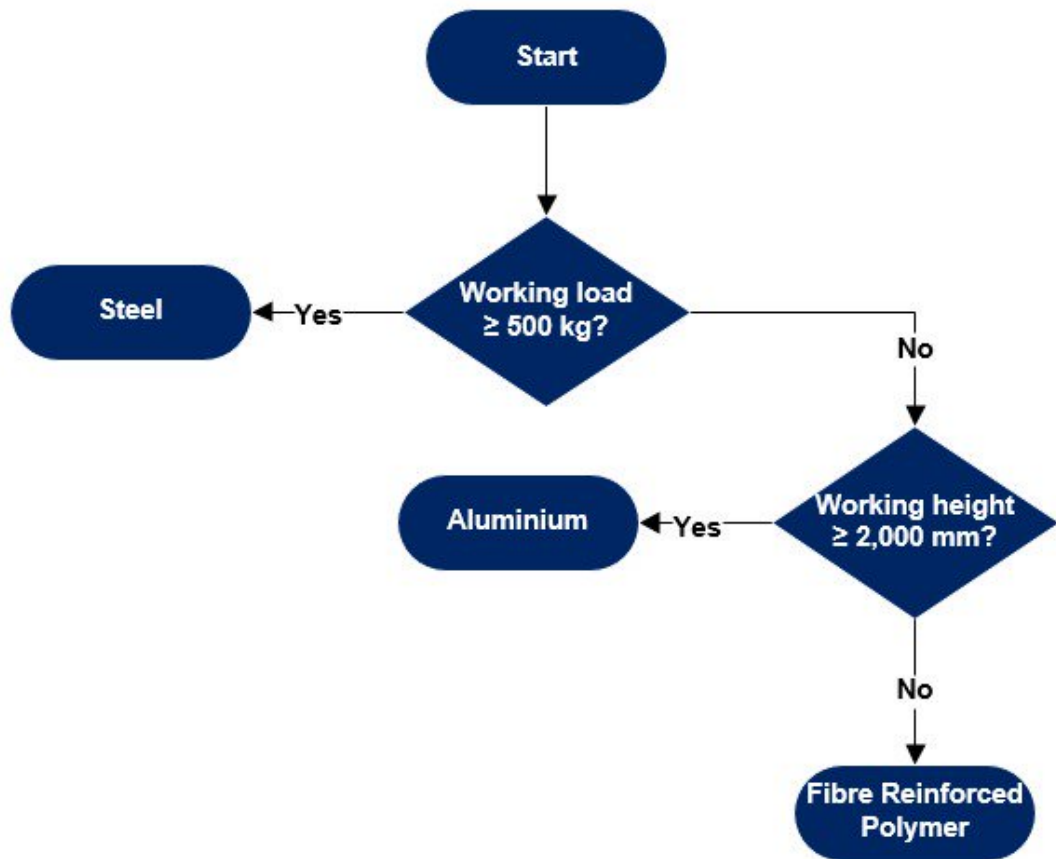 Start
Working load
≥ 500 kg?
Steel
Yes
No
Working height
≥ 2,000 mm?
Aluminium
Yes
No
Fibre Reinforced
Polymer